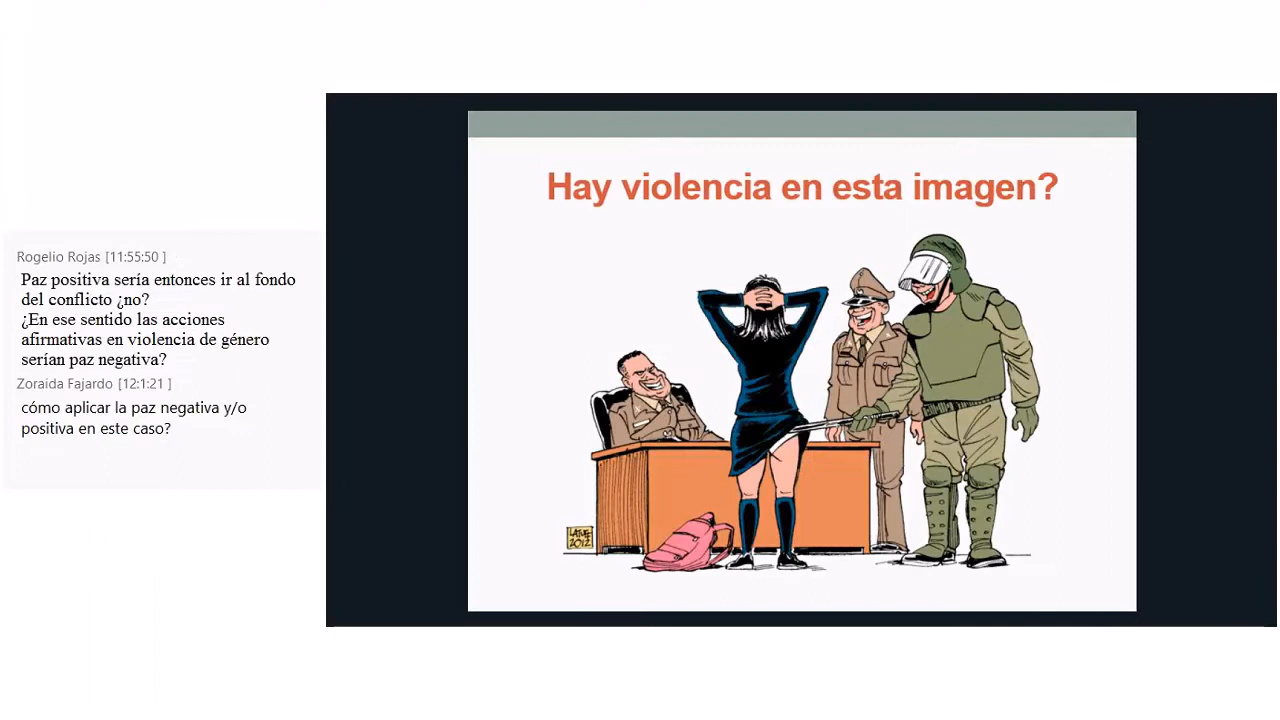 Rogelio Rojas [11:55:50 ]
Paz positiva sería entonces ir al fondo
del conflicto ¿no?
¿En ese sentido las acciones
afirmativas en violencia de género
serían paz negativa?
Zoraida Fajardo [12:1:21 ]
cómo aplicar la paz negativa y/o
positiva en este caso?
Hay violencia en esta imagen?
LATUFF
2012